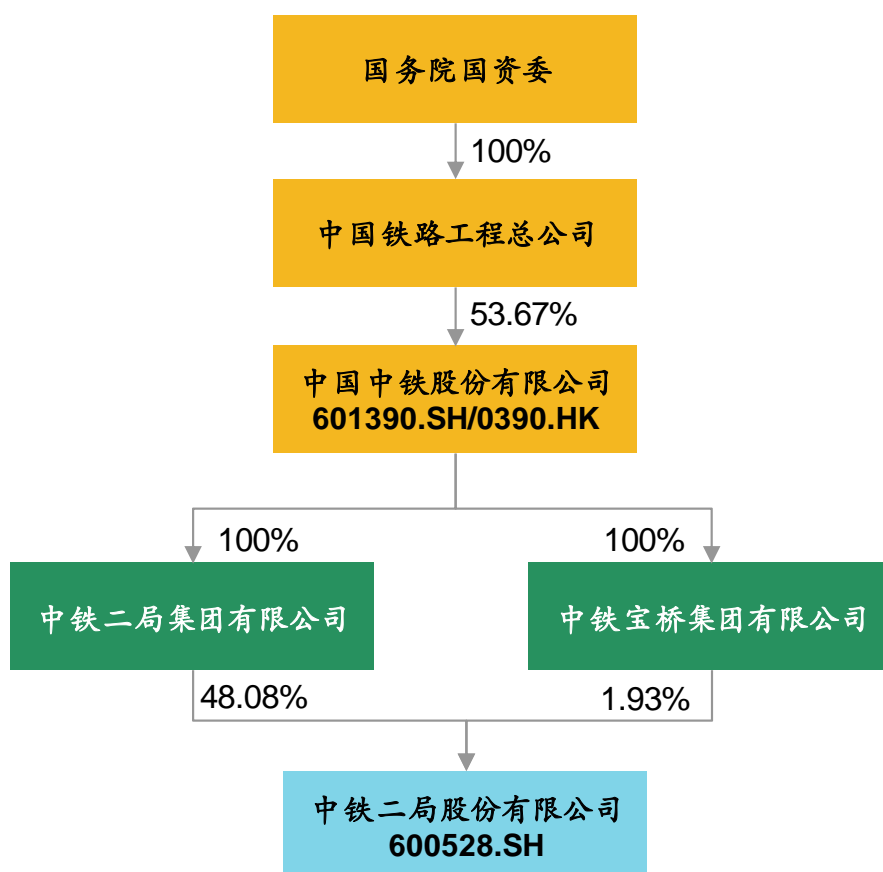 国务院国资委
100%
中国铁路工程总公司
53.67%
中国中铁股份有限公司
601390.SH/0390.HK
100%
100%
中铁二局集团有限公司
中铁宝桥集团有限公司
48.08%
1.93%
中铁二局股份有限公司
600528.SH